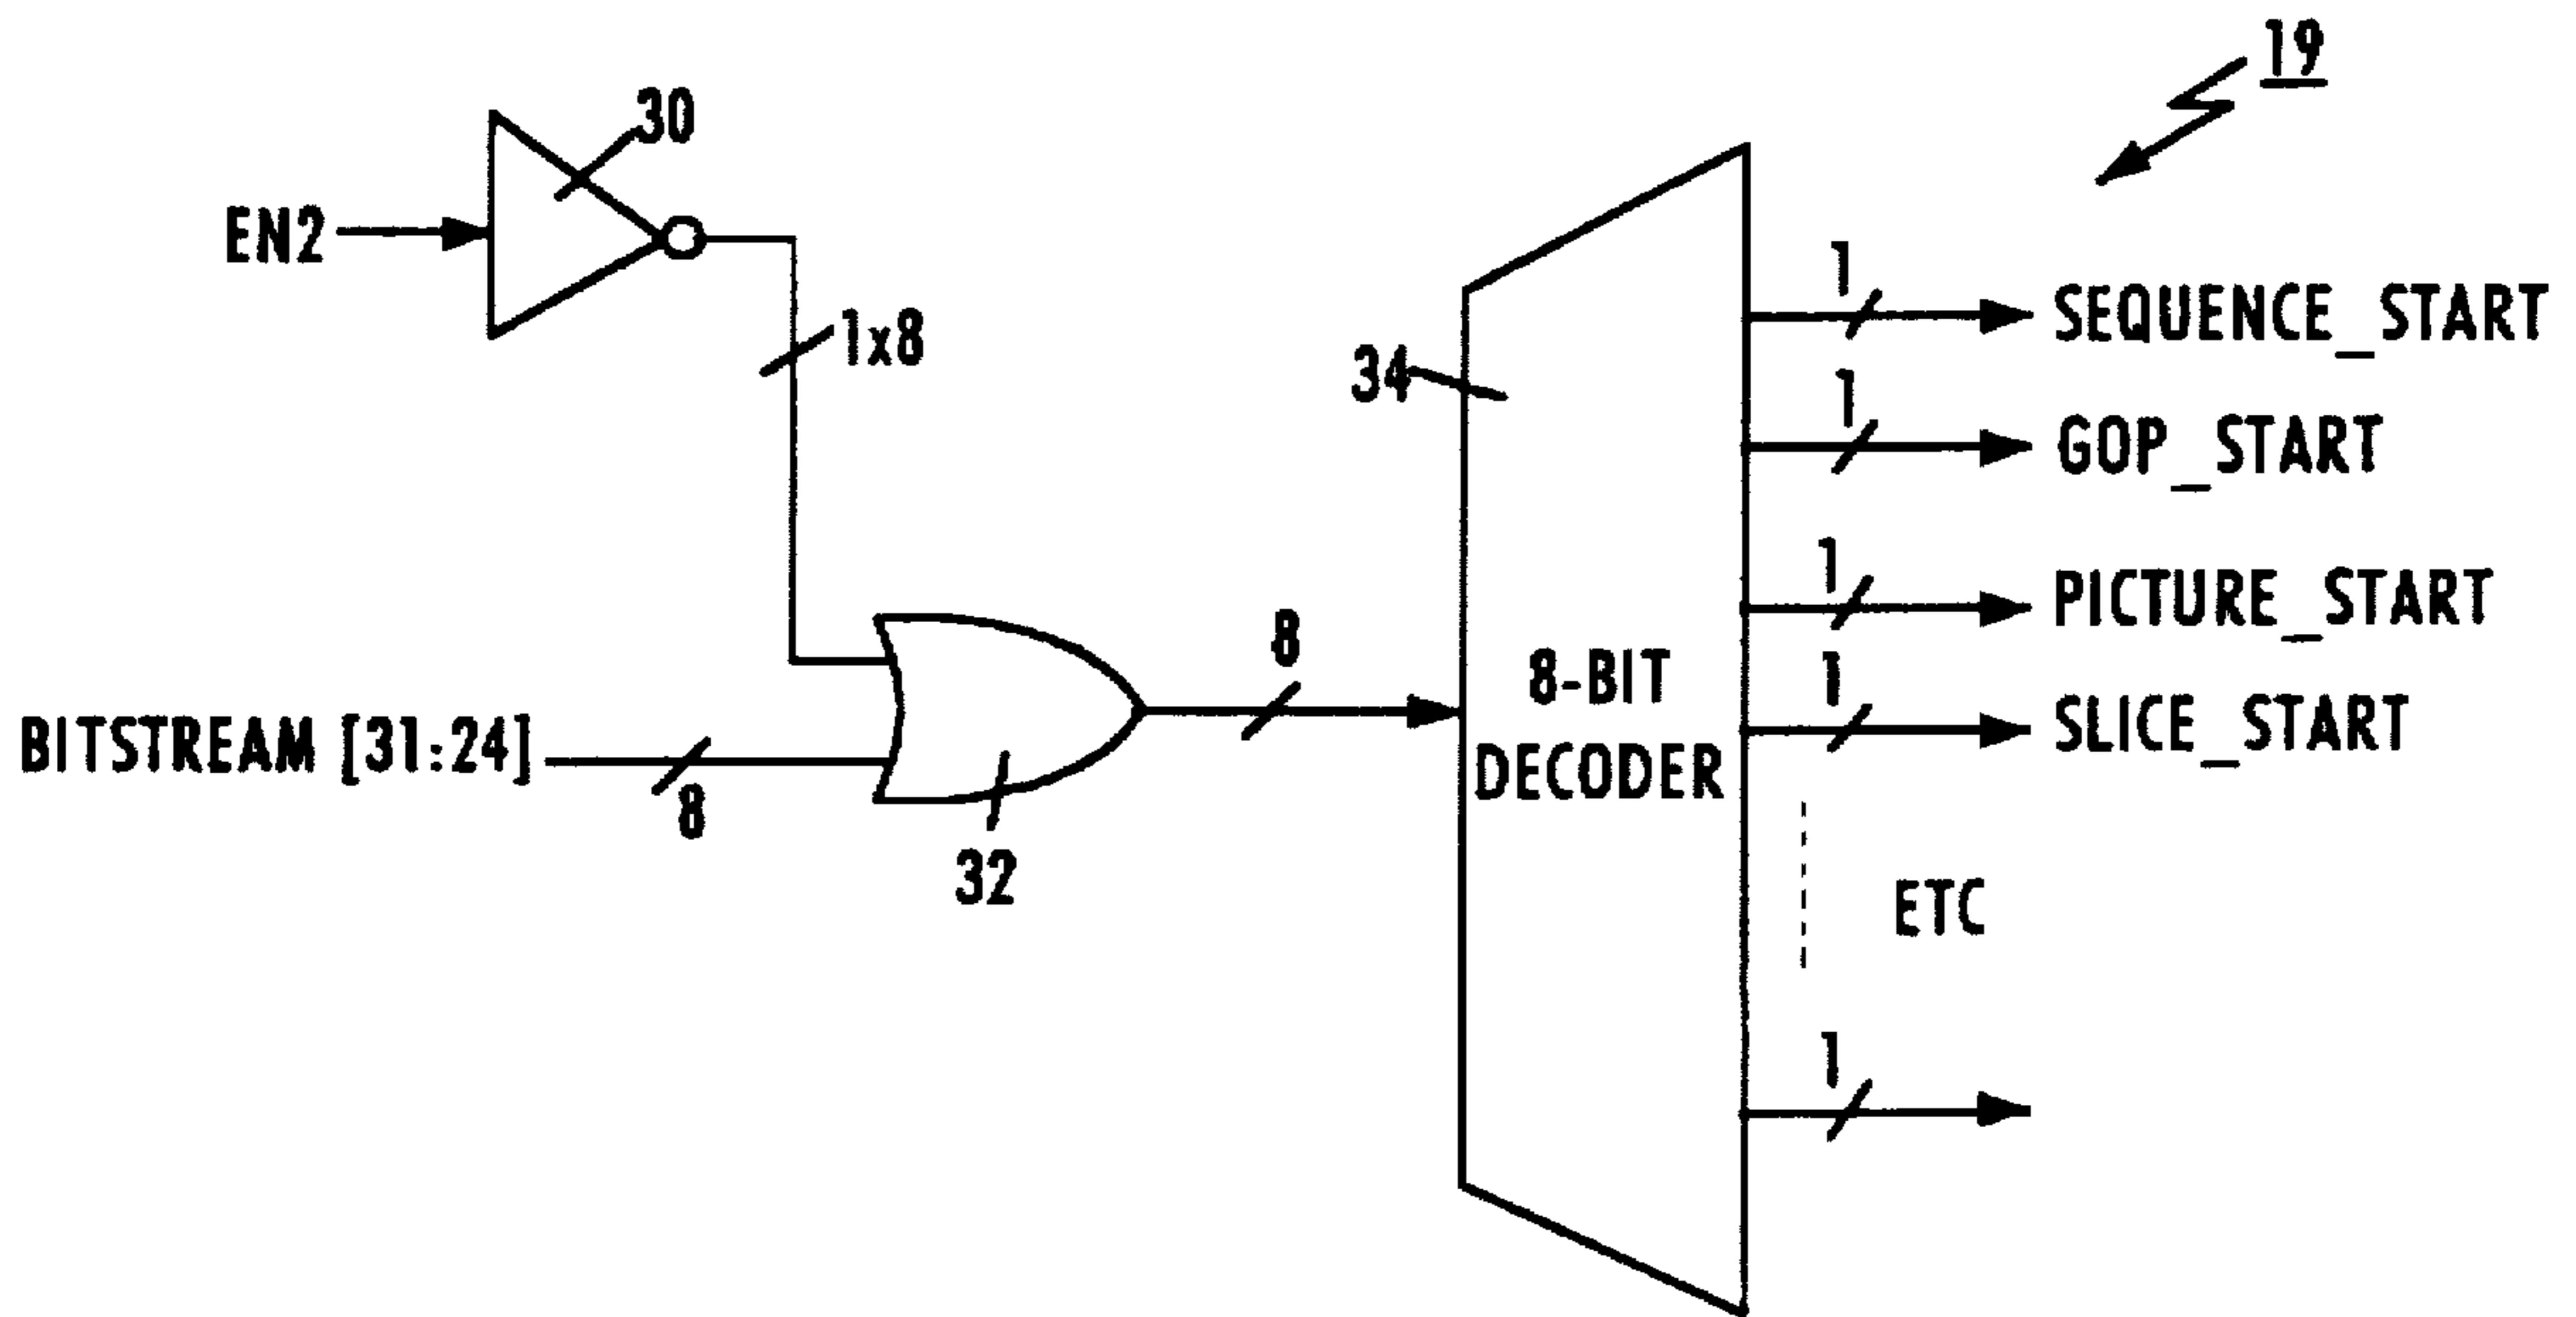 19
30
EN2
1x8
1
SEQUENCE_START
34
1
GOP_START
1
PICTURE_START
8
8-BIT
DECODER
1
SLICE_START
BITSTREAM [31:24]
8
32
ETC
1